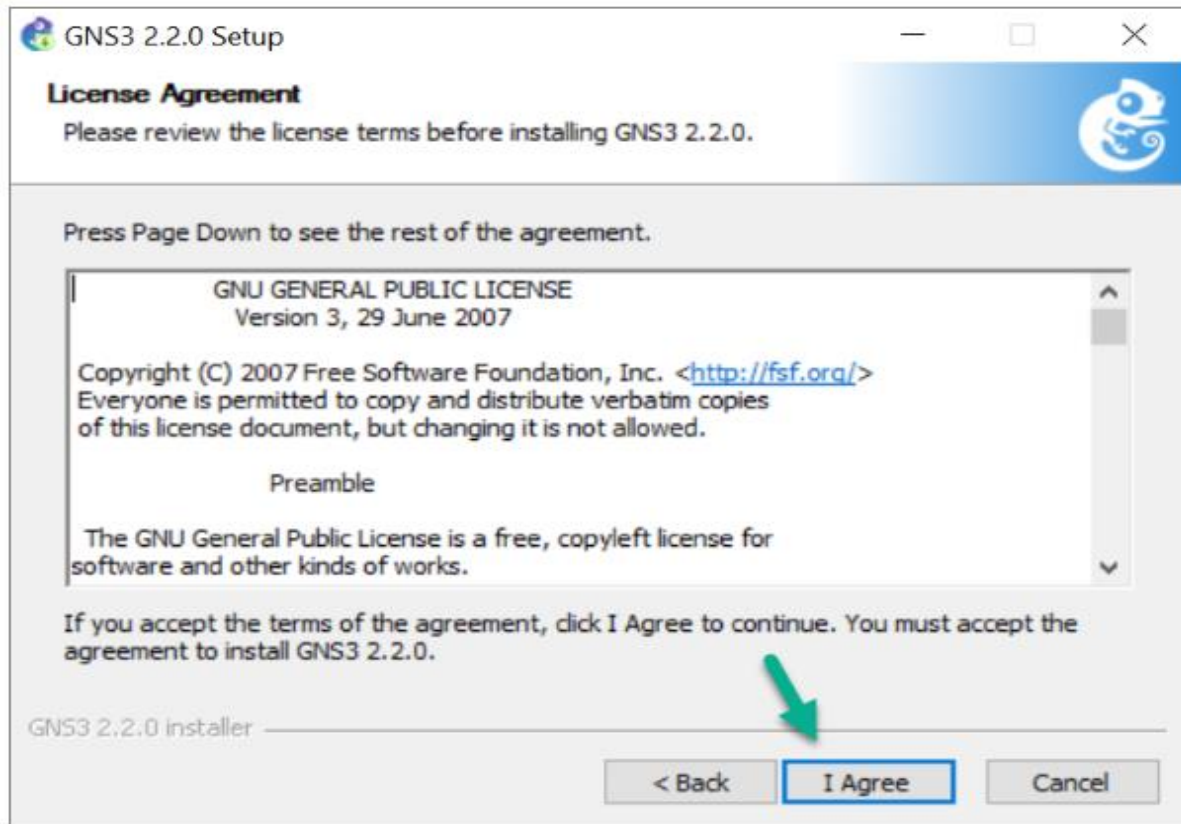 GNS3 2.2.0 Setup
License Agreement
Please review the license terms before installing GNS3 2.2.0.
Press Page Down to see the rest of the agreement.
GNU GENERAL PUBLIC LICENSE
Version 3, 29 June 2007
Copyright (C) 2007 Free Software Foundation, Inc. <http://fsf.org/>
Everyone is permitted to copy and distribute verbatim copies
of this license document, but changing it is not allowed.
Preamble
The GNU General Public License is a free, copyleft license for
software and other kinds of works.
If you accept the terms of the agreement, click I Agree to continue. You must accept the
agreement to install GNS3 2.2.0.
GNS3 2.2.0 installer
< Back
I Agree
Cancel